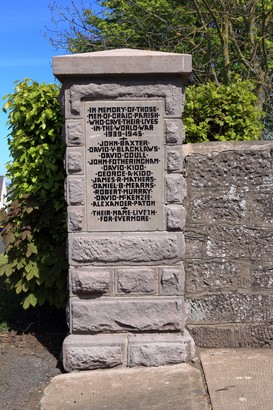 IN MEMORY OF THOSE
MEN OF CRAIG PARISH
WHO GAVE THEIR LIVES
IN THE WORLD WAR
1939-1945
JOHN BAXTER
DAVID V BLACKLAWS
DAVID COULL
JOHN FOTHERINGHAM
DAVID KIDD
GEORGE A KIDD
JAMES R MATHERS
DANIEL B MEARNS
ROBERT MURRAY
DAVID McKENZIE
ALEXANDER PATON
THEIR NAME LIVETH
FOR EVERMORE